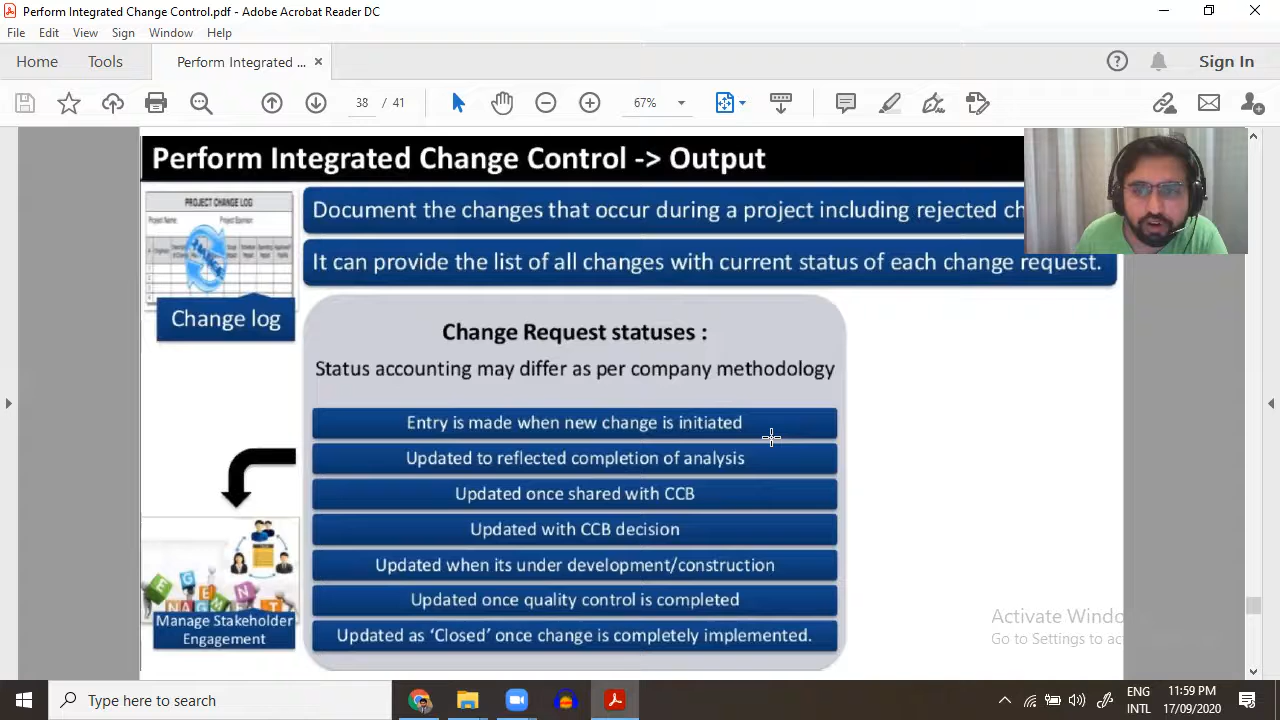 Perform Integrated Change Control.pdf - Adobe Acrobat Reader DC
File Edit View Sign Window Help
Home Tools Perform Integrated ... × Sign In
38 / 41 67%
Perform Integrated Change Control -> Output
PROJECT CHANGE LOG
Project Name: Project Sponsor:
Document the changes that occur during a project including rejected ch
It can provide the list of all changes with current status of each change request.
Change log
Change Request statuses :
Status accounting may differ as per company methodology
Entry is made when new change is initiated
Updated to reflected completion of analysis
Updated once shared with CCB
Updated with CCB decision
Updated when its under development/construction
Updated once quality control is completed
Updated as ‘Closed’ once change is completely implemented.
Manage Stakeholder
Engagement
Activate Windo
Go to Settings to ac
Type here to search
ENG 11:59 PM
INTL 17/09/2020